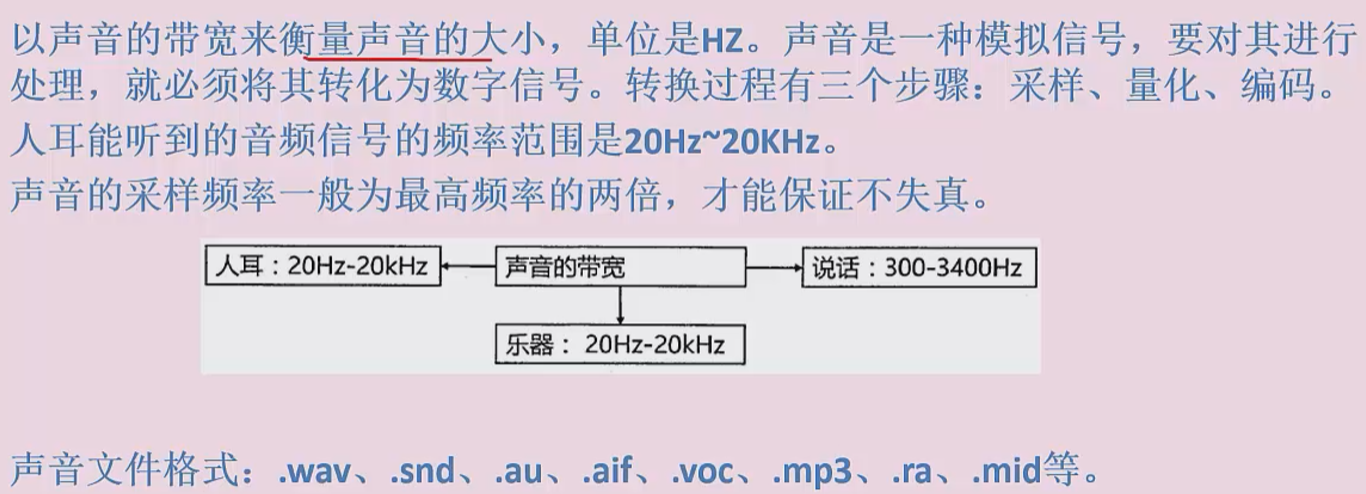 以声音的带宽来衡量声音的大小，单位是HZ。声音是一种模拟信号，要对其进行
处理，就必须将其转化为数字信号。转换过程有三个步骤：采样、量化、编码。
人耳能听到的音频信号的频率范围是20Hz~20KHz。
声音的采样频率一般为最高频率的两倍，才能保证不失真。
人耳：20Hz-20kHz
声音的带宽
说话：300-3400Hz
乐器： 20Hz-20kHz
声音文件格式：.wav、.snd、.au、.aif、.voc、.mp3、.ra、.mid等。